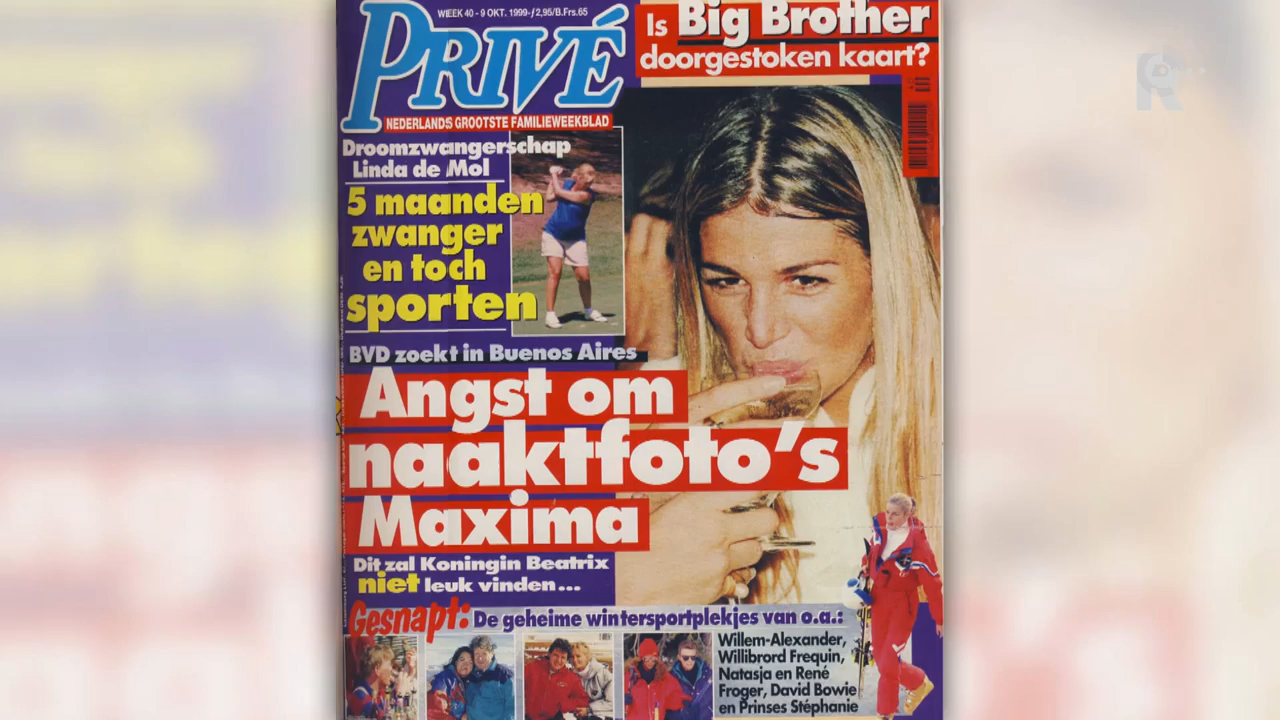 WEEK 40 - 9 OKT. 1999-ƒ2,95/B.Frs.65
PRIVÉ
NEDERLANDS GROOTSTE FAMILIEWEEKBLAD
Is Big Brother
doorgestoken kaart?
Droomzwangerschap
Linda de Mol
5 maanden
zwanger
en toch
sporten
BVD zoekt in Buenos Aires
Angst om
naaktfoto's
Maxima
Dit zal Koningin Beatrix
niet leuk vinden...
Gesnapt: De geheime wintersportplekjes van o.a.:
Willem-Alexander,
Willibrord Frequin,
Natasja en René
Froger, David Bowie
en Prinses Stéphanie